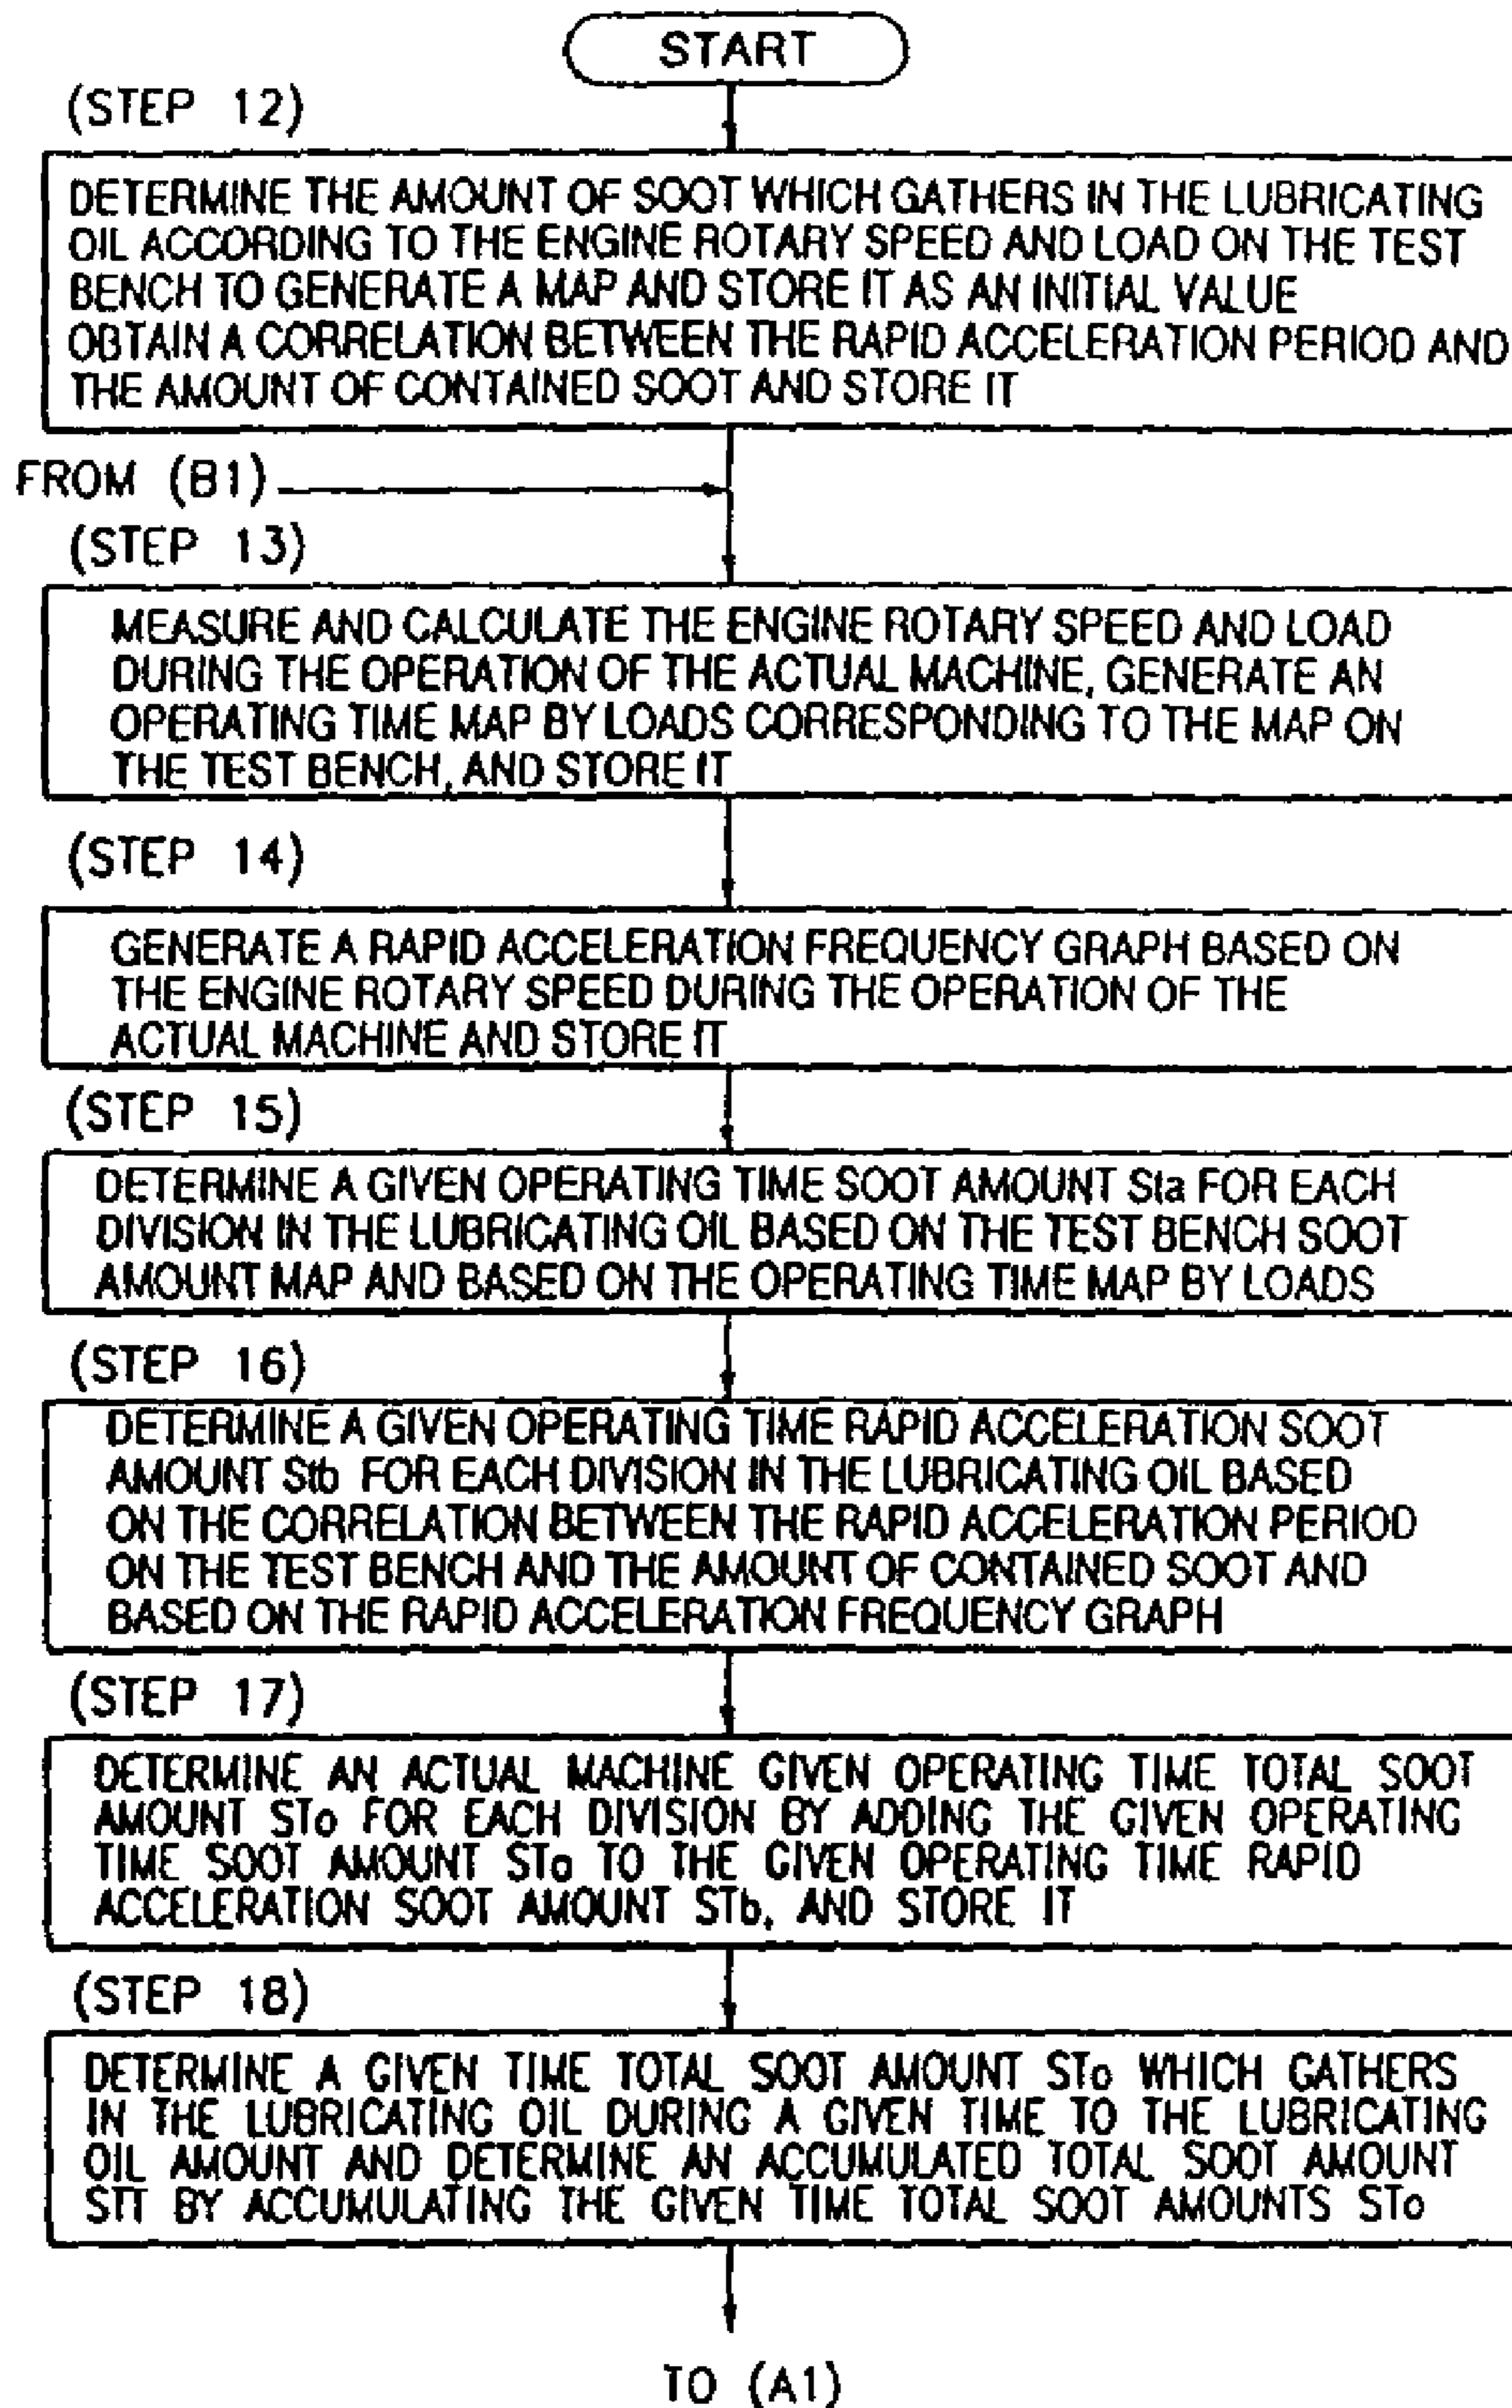 START
(STEP 12)
DETERMINE THE AMOUNT OF SOOT WHICH GATHERS IN THE LUBRICATING
OIL ACCORDING TO THE ENGINE ROTARY SPEED AND LOAD ON THE TEST
BENCH TO GENERATE A MAP AND STORE IT AS AN INITIAL VALUE
OBTAIN A CORRELATION BETWEEN THE RAPID ACCELERATION PERIOD AND
THE AMOUNT OF CONTAINED SOOT AND STORE IT
FROM (B1)
(STEP 13)
MEASURE AND CALCULATE THE ENGINE ROTARY SPEED AND LOAD
DURING THE OPERATION OF THE ACTUAL MACHINE, GENERATE AN
OPERATING TIME MAP BY LOADS CORRESPONDING TO THE MAP ON
THE TEST BENCH, AND STORE IT
(STEP 14)
GENERATE A RAPID ACCELERATION FREQUENCY GRAPH BASED ON
THE ENGINE ROTARY SPEED DURING THE OPERATION OF THE
ACTUAL MACHINE AND STORE IT
(STEP 15)
DETERMINE A GIVEN OPERATING TIME SOOT AMOUNT Sta FOR EACH
DIVISION IN THE LUBRICATING OIL BASED ON THE TEST BENCH SOOT
AMOUNT MAP AND BASED ON THE OPERATING TIME MAP BY LOADS
(STEP 16)
DETERMINE A GIVEN OPERATING TIME RAPID ACCELERATION SOOT
AMOUNT Stb FOR EACH DIVISION IN THE LUBRICATING OIL BASED
ON THE CORRELATION BETWEEN THE RAPID ACCELERATION PERIOD
ON THE TEST BENCH AND THE AMOUNT OF CONTAINED SOOT AND
BASED ON THE RAPID ACCELERATION FREQUENCY GRAPH
(STEP 17)
DETERMINE AN ACTUAL MACHINE GIVEN OPERATING TIME TOTAL SOOT
AMOUNT STo FOR EACH DIVISION BY ADDING THE GIVEN OPERATING
TIME SOOT AMOUNT STa TO THE GIVEN OPERATING TIME RAPID
ACCELERATION SOOT AMOUNT STb, AND STORE IT
(STEP 18)
DETERMINE A GIVEN TIME TOTAL SOOT AMOUNT STo WHICH GATHERS
IN THE LUBRICATING OIL DURING A GIVEN TIME TO THE LUBRICATING
OIL AMOUNT AND DETERMINE AN ACCUMULATED TOTAL SOOT AMOUNT
STT BY ACCUMULATING THE GIVEN TIME TOTAL SOOT AMOUNTS STo
TO (A1)